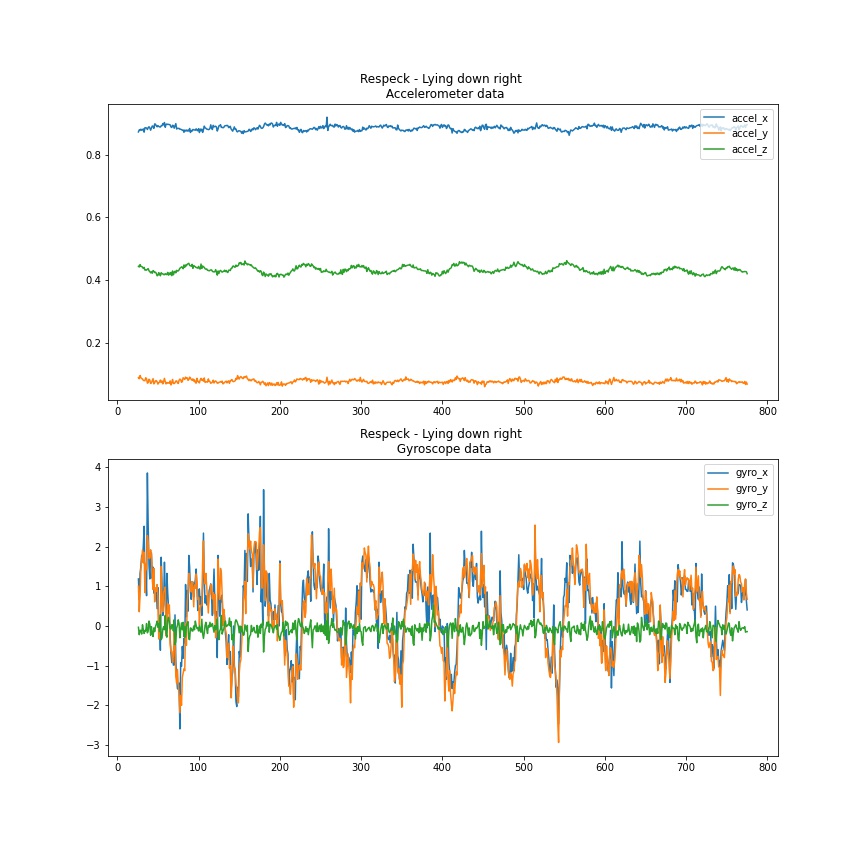 Respeck - Lying down right
Accelerometer data
accel_x
accel_y
accel_z
0.8
0.6
0.4
0.2
0 100 200 300 400 500 600 700 800
Respeck - Lying down right
Gyroscope data
gyro_x
gyro_y
gyro_z
4
3
2
1
0
−1
−2
−3
0 100 200 300 400 500 600 700 800